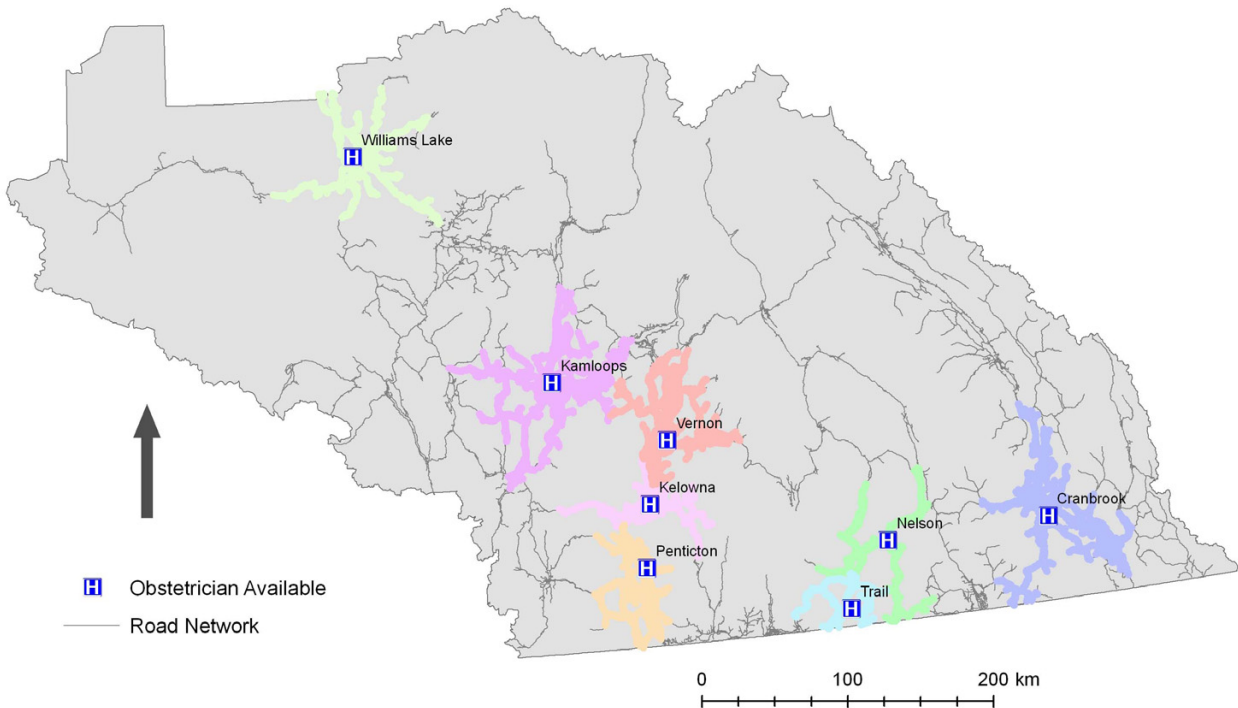 Williams Lake
Kamloops
Vernon
Kelowna
Cranbrook
Nelson
Penticton
Trail
H Obstetrician Available
Road Network
0 100 200 km